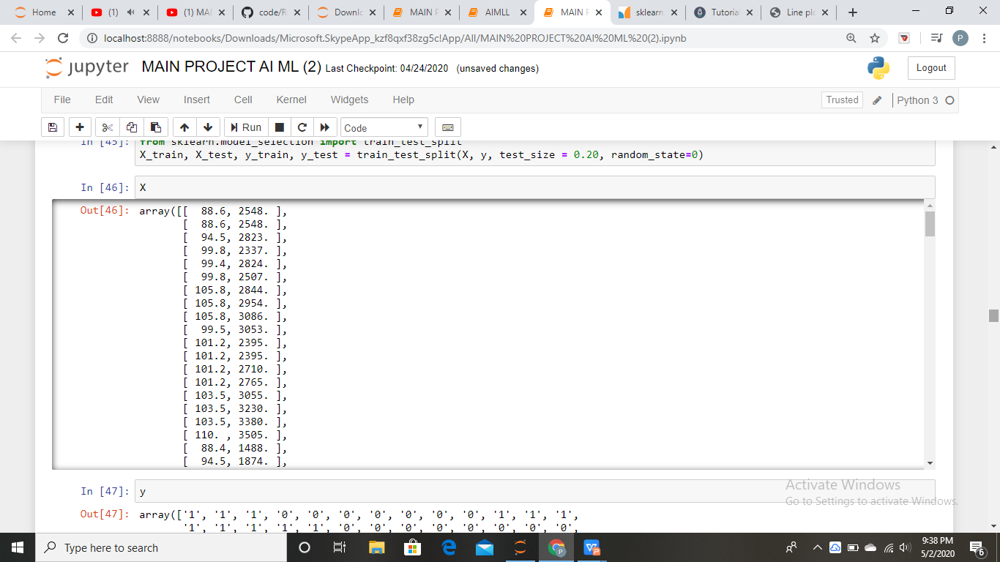 Home
(1)
(1) MAI
code/R
Downlo
MAIN P
AIMLL
MAIN P
sklearn
Tutorial
Line plo
localhost:8888/notebooks/Downloads/Microsoft.SkypeApp_kzf8qxf38zg5c!App/All/MAIN%20PROJECT%20AI%20ML%20(2).ipynb
P
jupyter MAIN PROJECT AI ML (2) Last Checkpoint: 04/24/2020 (unsaved changes)
Logout
File Edit View Insert Cell Kernel Widgets Help
Trusted
Python 3
Run
Code
In [45]: from sklearn.model_selection import train_test_split
X_train, X_test, y_train, y_test = train_test_split(X, y, test_size = 0.20, random_state=0)
In [46]: X
Out[46]: array([[ 88.6, 2548. ],
[ 88.6, 2548. ],
[ 94.5, 2823. ],
[ 99.8, 2337. ],
[ 99.4, 2824. ],
[ 99.8, 2507. ],
[ 105.8, 2844. ],
[ 105.8, 2954. ],
[ 105.8, 3086. ],
[ 99.5, 3053. ],
[ 101.2, 2395. ],
[ 101.2, 2395. ],
[ 101.2, 2710. ],
[ 101.2, 2765. ],
[ 103.5, 3055. ],
[ 103.5, 3230. ],
[ 103.5, 3380. ],
[ 110. , 3505. ],
[ 88.4, 1488. ],
[ 94.5, 1874. ],
In [47]: y
Out[47]: array(['1', '1', '1', '0', '0', '0', '0', '0', '0', '0', '1', '1', '1',
'1', '1', '1', '1', '1', '0', '0', '0', '0', '0', '0', '0', '0',
Activate Windows
Go to Settings to activate Windows.
Type here to search
9:38 PM
5/2/2020
6